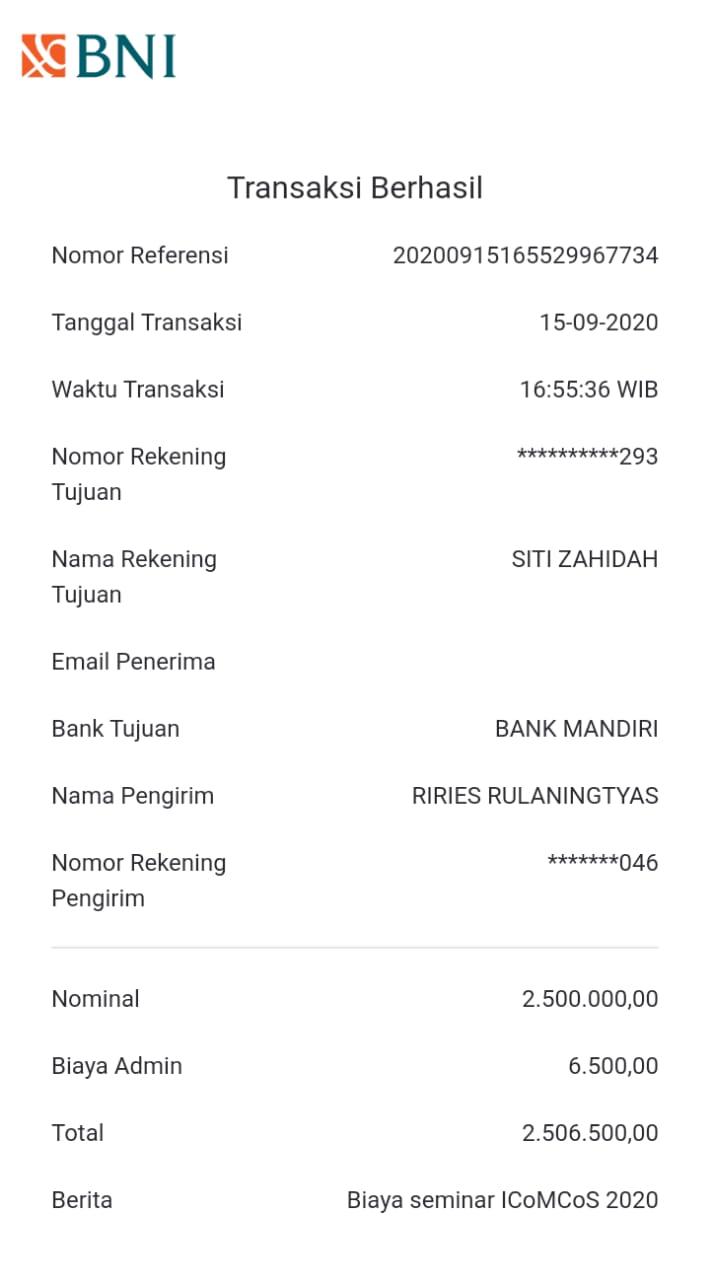 BNI
Transaksi Berhasil
Nomor Referensi 20200915165529967734
Tanggal Transaksi 15-09-2020
Waktu Transaksi 16:55:36 WIB
Nomor Rekening **********293
Tujuan
Nama Rekening SITI ZAHIDAH
Tujuan
Email Penerima
Bank Tujuan BANK MANDIRI
Nama Pengirim RIRIES RULANINGTYAS
Nomor Rekening *******046
Pengirim
Nominal 2.500.000,00
Biaya Admin 6.500,00
Total 2.506.500,00
Berita Biaya seminar ICoMCoS 2020